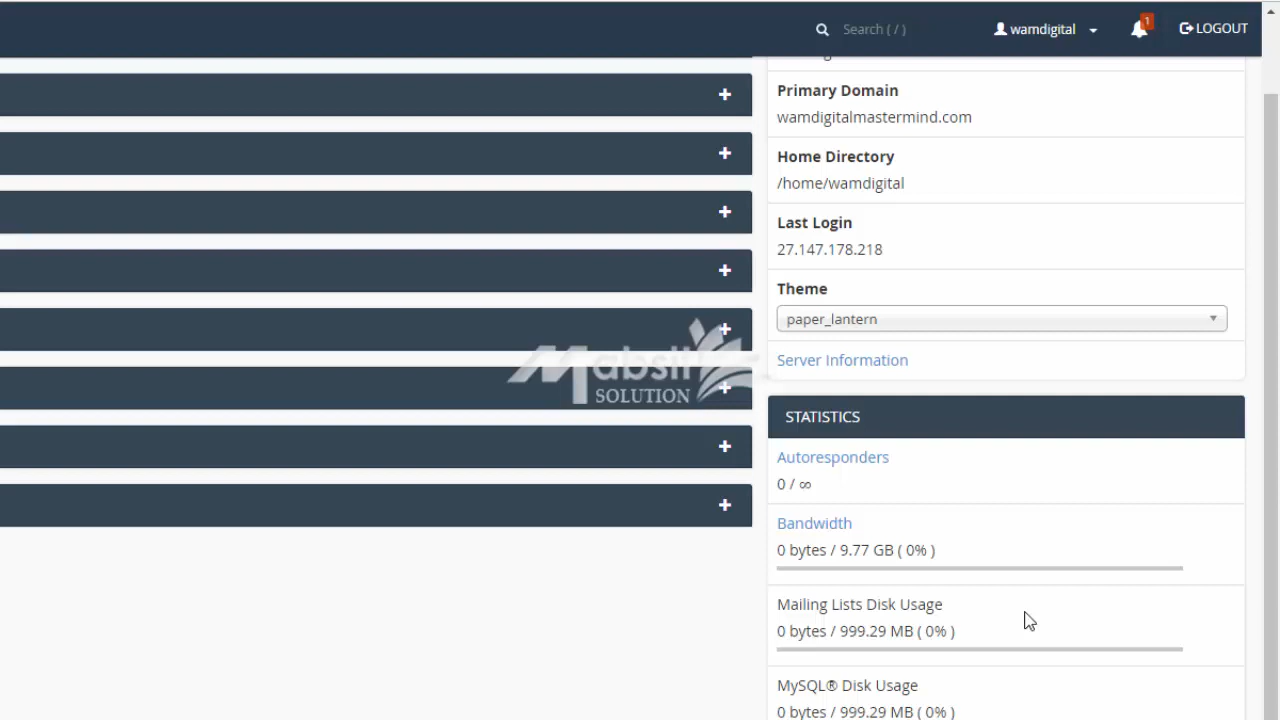 Search ( / )
wamdigital
1
LOGOUT
Primary Domain
wamdigitalmastermind.com
Home Directory
/home/wamdigital
Last Login
27.147.178.218
Theme
paper_lantern
Server Information
Mabsit
SOLUTION
STATISTICS
Autoresponders
0 / ∞
Bandwidth
0 bytes / 9.77 GB ( 0% )
Mailing Lists Disk Usage
0 bytes / 999.29 MB ( 0% )
MySQL® Disk Usage
0 bytes / 999.29 MB ( 0% )